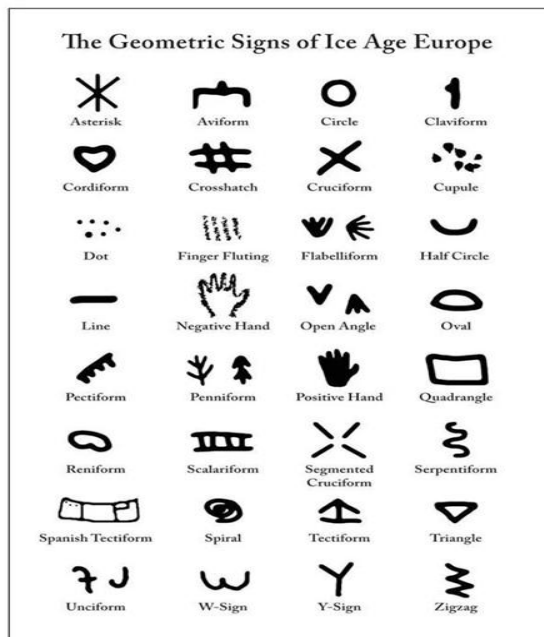 The Geometric Signs of Ice Age Europe
Asterisk Aviform Circle Claviform
Cordiform Crosshatch Cruciform Cupule
Dot Finger Fluting Flabelliform Half Circle
Line Negative Hand Open Angle Oval
Pectiform Penniform Positive Hand Quadrangle
Reniform Scalariform Segmented Cruciform Serpentiform
Spanish Tectiform Spiral Tectiform Triangle
Unciform W-Sign Y-Sign Zigzag